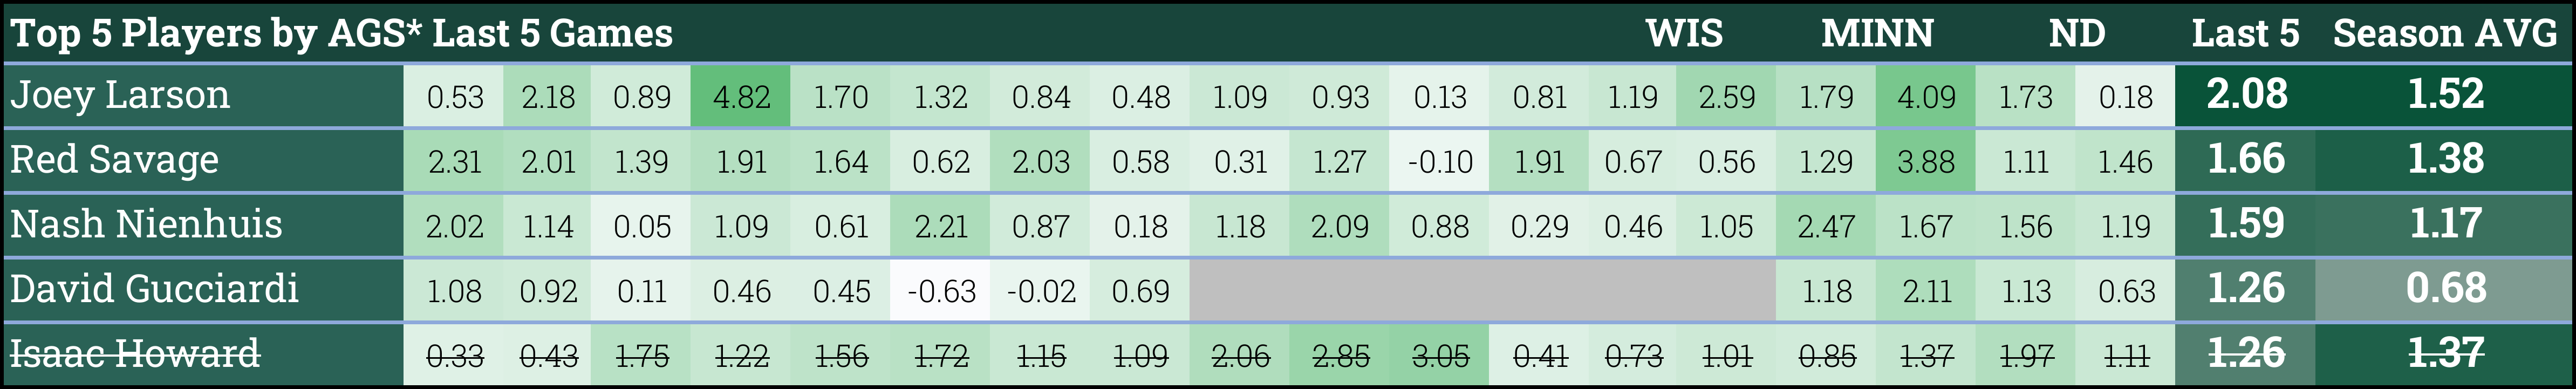 Top 5 Players by AGS* Last 5 Games WIS MINN ND Last 5 Season AVG
Joey Larson 0.53 2.18 0.89 4.82 1.70 1.32 0.84 0.48 1.09 0.93 0.13 0.81 1.19 2.59 1.79 4.09 1.73 0.18 2.08 1.52
Red Savage 2.31 2.01 1.39 1.91 1.64 0.62 2.03 0.58 0.31 1.27 -0.10 1.91 0.67 0.56 1.29 3.88 1.11 1.46 1.66 1.38
Nash Nienhuis 2.02 1.14 0.05 1.09 0.61 2.21 0.87 0.18 1.18 2.09 0.88 0.29 0.46 1.05 2.47 1.67 1.56 1.19 1.59 1.17
David Gucciardi 1.08 0.92 0.11 0.46 0.45 -0.63 -0.02 0.69 1.18 2.11 1.13 0.63 1.26 0.68
Isaac Howard 0.33 0.43 1.75 1.22 1.56 1.72 1.15 1.09 2.06 2.85 3.05 0.41 0.73 1.01 0.85 1.37 1.97 1.11 1.26 1.37